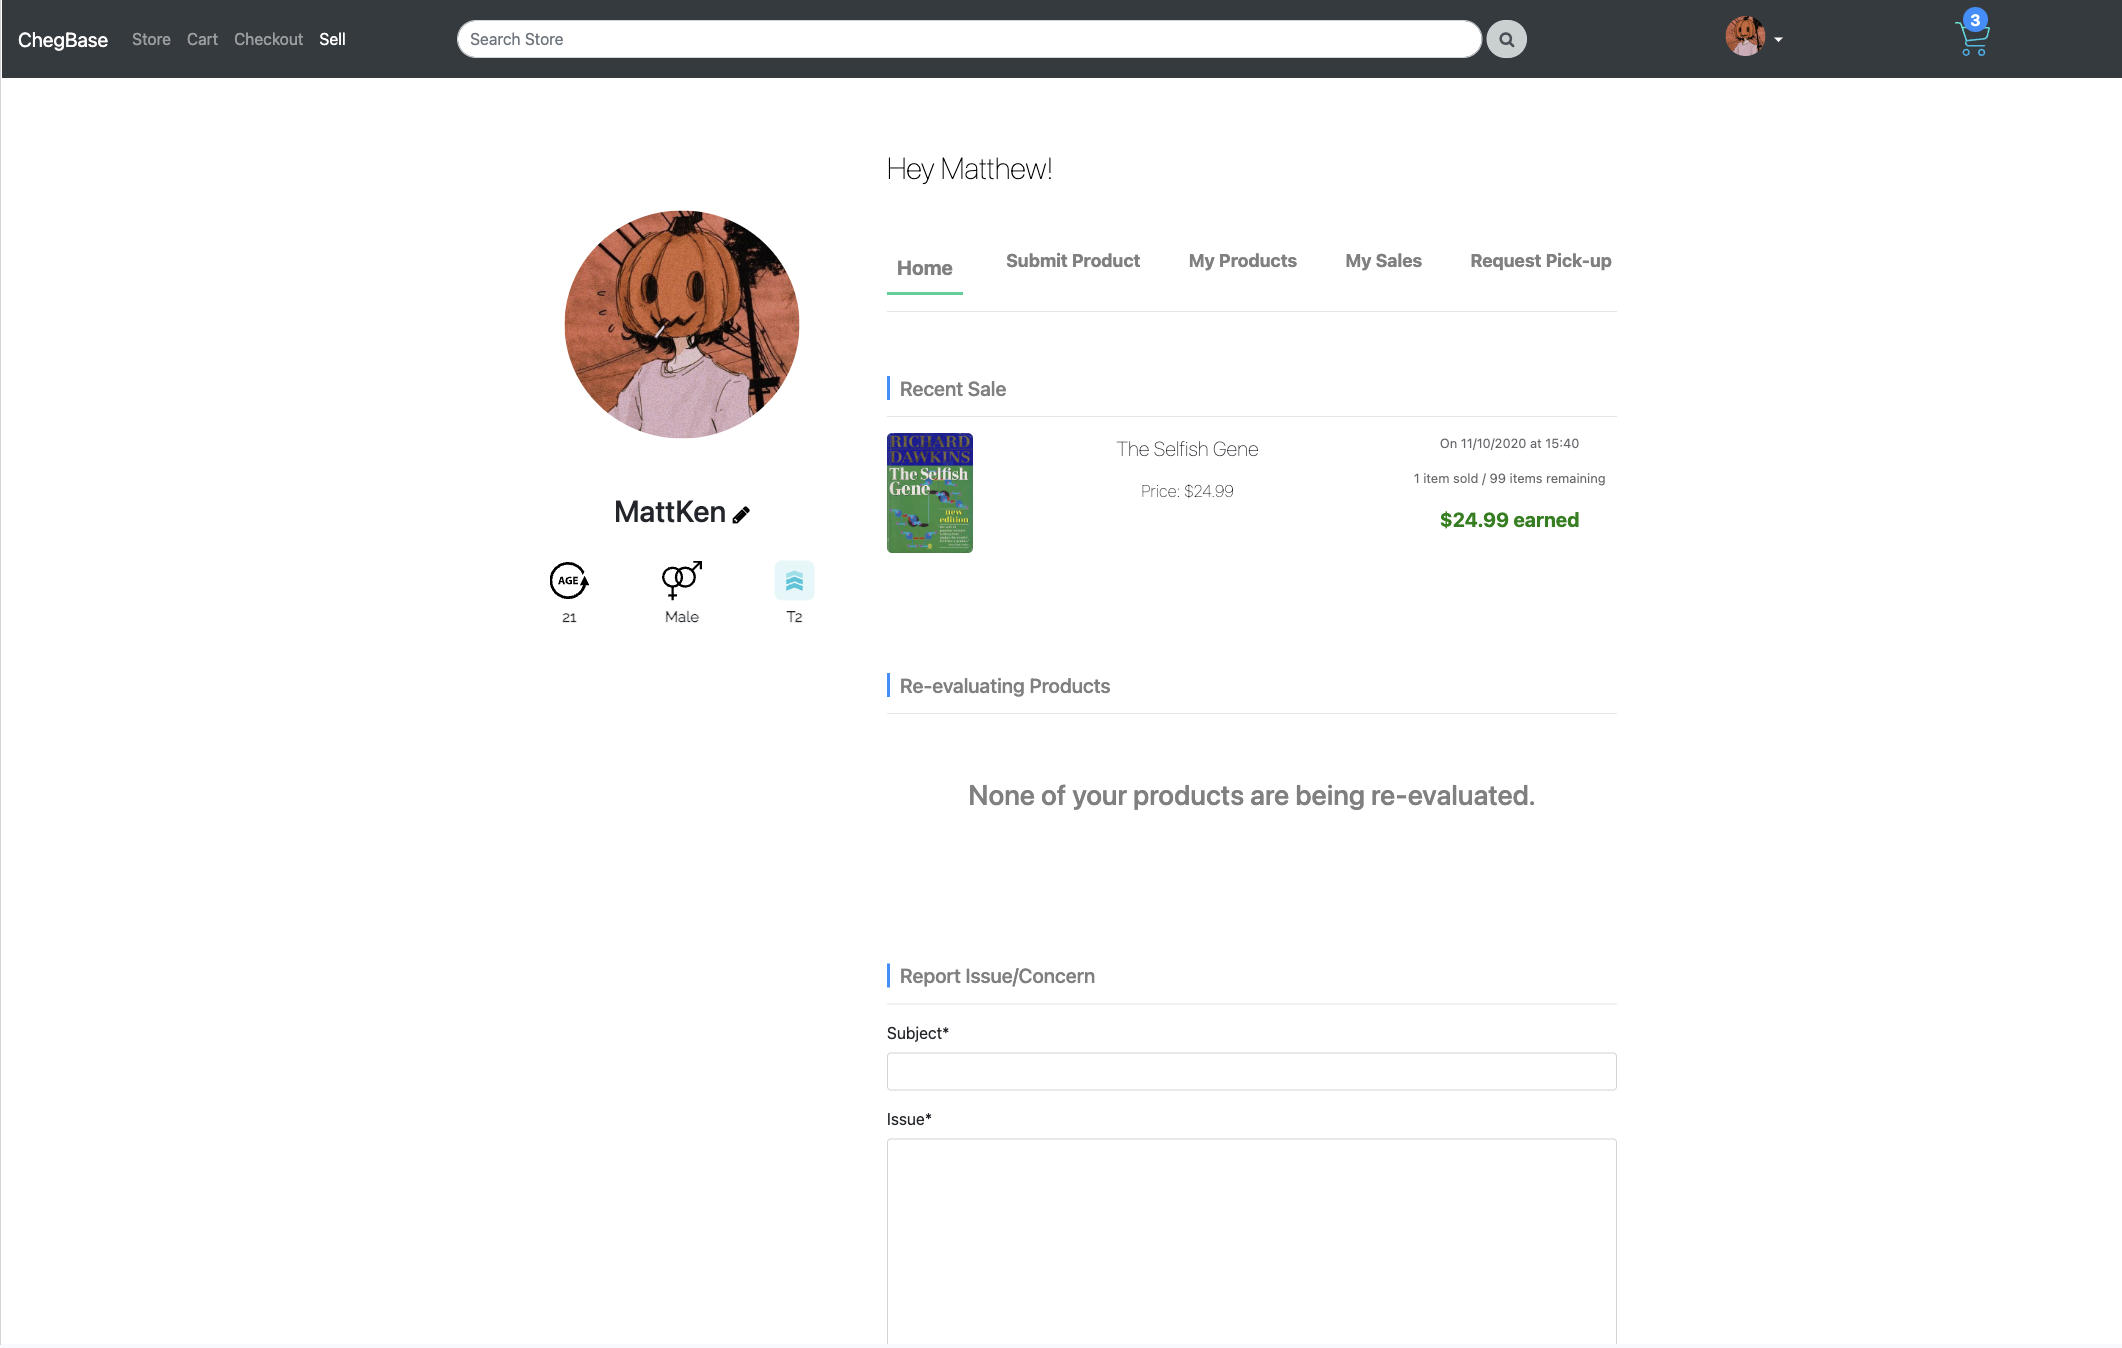 ChegBase Store Cart Checkout Sell Search Store 3
Hey Matthew!
Home Submit Product My Products My Sales Request Pick-up
MattKen
AGE
21 Male T2
Recent Sale
RICHARD
DAWKINS
The Selfish
Gene
new
edition
The Selfish Gene
Price: $24.99
On 11/10/2020 at 15:40
1 item sold / 99 items remaining
$24.99 earned
Re-evaluating Products
None of your products are being re-evaluated.
Report Issue/Concern
Subject*
Issue*